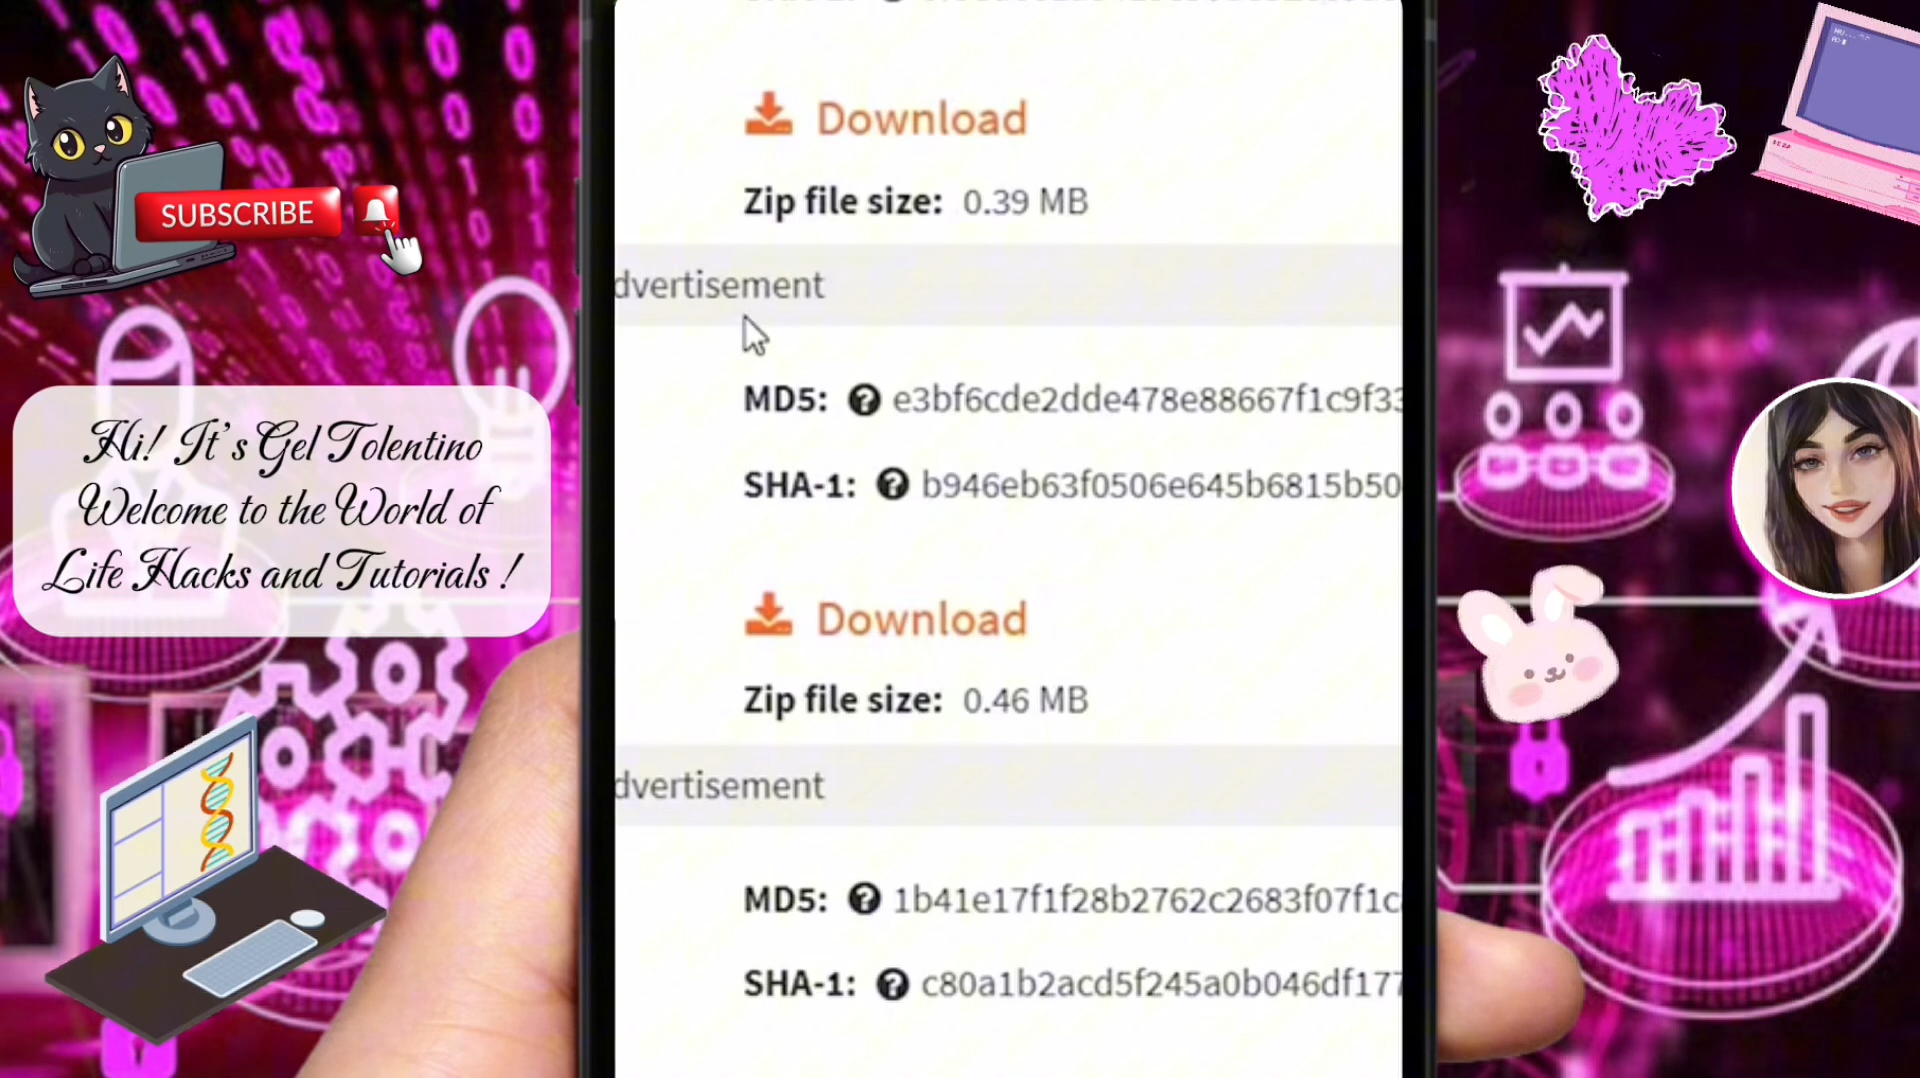 SUBSCRIBE
Hi! It's Gel Tolentino
Welcome to the World of
Life Hacks and Tutorials !
Download
Zip file size: 0.39 MB
dvertisement
MD5: e3bf6cde2dde478e88667f1c9f33
SHA-1: b946eb63f0506e645b6815b50
Download
Zip file size: 0.46 MB
dvertisement
MD5: 1b41e17f1f28b2762c2683f07f1c
SHA-1: c80a1b2acd5f245a0b046df177